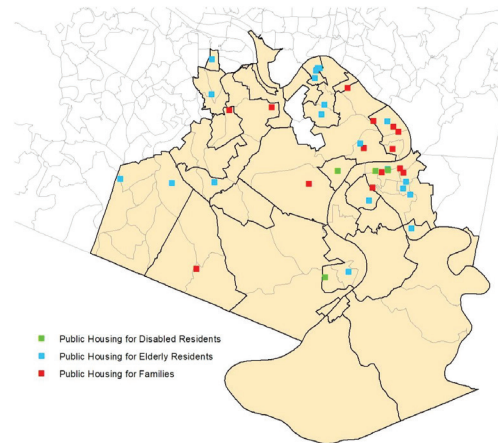 Public Housing for Disabled Residents
Public Housing for Elderly Residents
Public Housing for Families